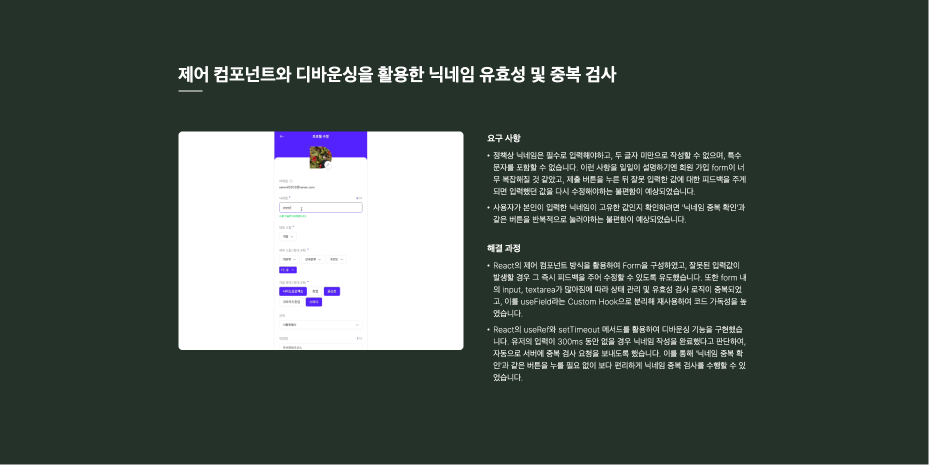 제어 컴포넌트와 디바운싱을 활용한 닉네임 유효성 및 중복 검사
프로필 수정
요구 사항
• 정책상 닉네임은 필수로 입력해야하고, 두 글자 미만으로 작성할 수 없으며, 특수
문자를 포함할 수 없습니다. 이런 사항을 일일이 설명하기엔 회원 가입 form이 너
무 복잡해질 것 같았고, 제출 버튼을 누른 뒤 잘못 입력한 값에 대한 피드백을 주게
되면 입력했던 값을 다시 수정해야하는 불편함이 예상되었습니다.
• 사용자가 본인이 입력한 닉네임이 고유한 값인지 확인하려면 '닉네임 중복 확인'과
같은 버튼을 반복적으로 눌러야하는 불편함이 예상되었습니다.
해결 과정
• React의 제어 컴포넌트 방식을 활용하여 Form을 구성하였고, 잘못된 입력값이
발생할 경우 그 즉시 피드백을 주어 수정할 수 있도록 유도했습니다. 또한 form 내
의 input, textarea가 많아짐에 따라 상태 관리 및 유효성 검사 로직이 중복되었
고, 이를 useField라는 Custom Hook으로 분리해 재사용하여 코드 가독성을 높
였습니다.
• React의 useRef와 setTimeout 메서드를 활용하여 디바운싱 기능을 구현했습
니다. 유저의 입력이 300ms 동안 없을 경우 닉네임 작성을 완료했다고 판단하여,
자동으로 서버에 중복 검사 요청을 보내도록 했습니다. 이를 통해 '닉네임 중복 확
인'과 같은 버튼을 누를 필요 없이 보다 편리하게 닉네임 중복 검사를 수행할 수 있
었습니다.